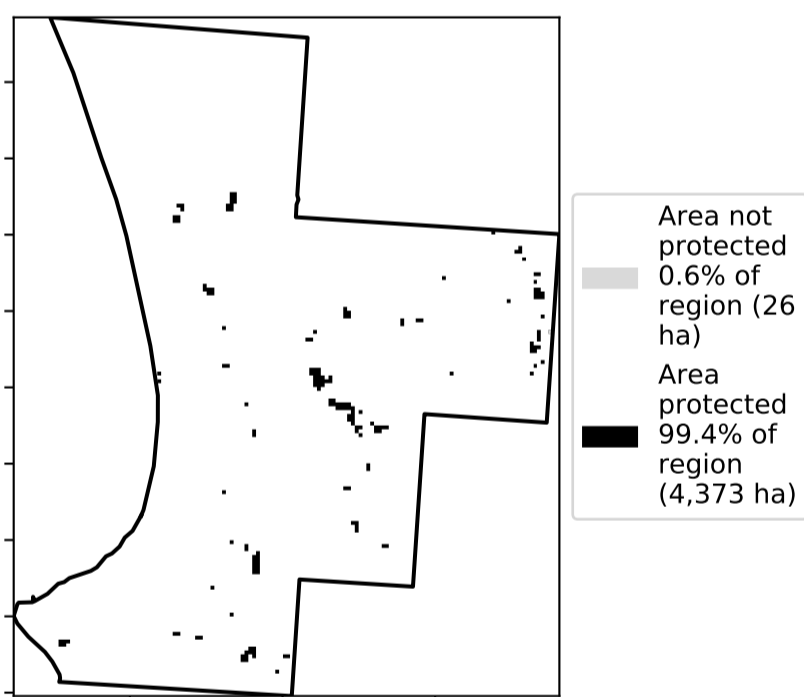 Area not
protected
0.6% of
region (26
ha)
Area
protected
99.4% of
region
(4,373 ha)